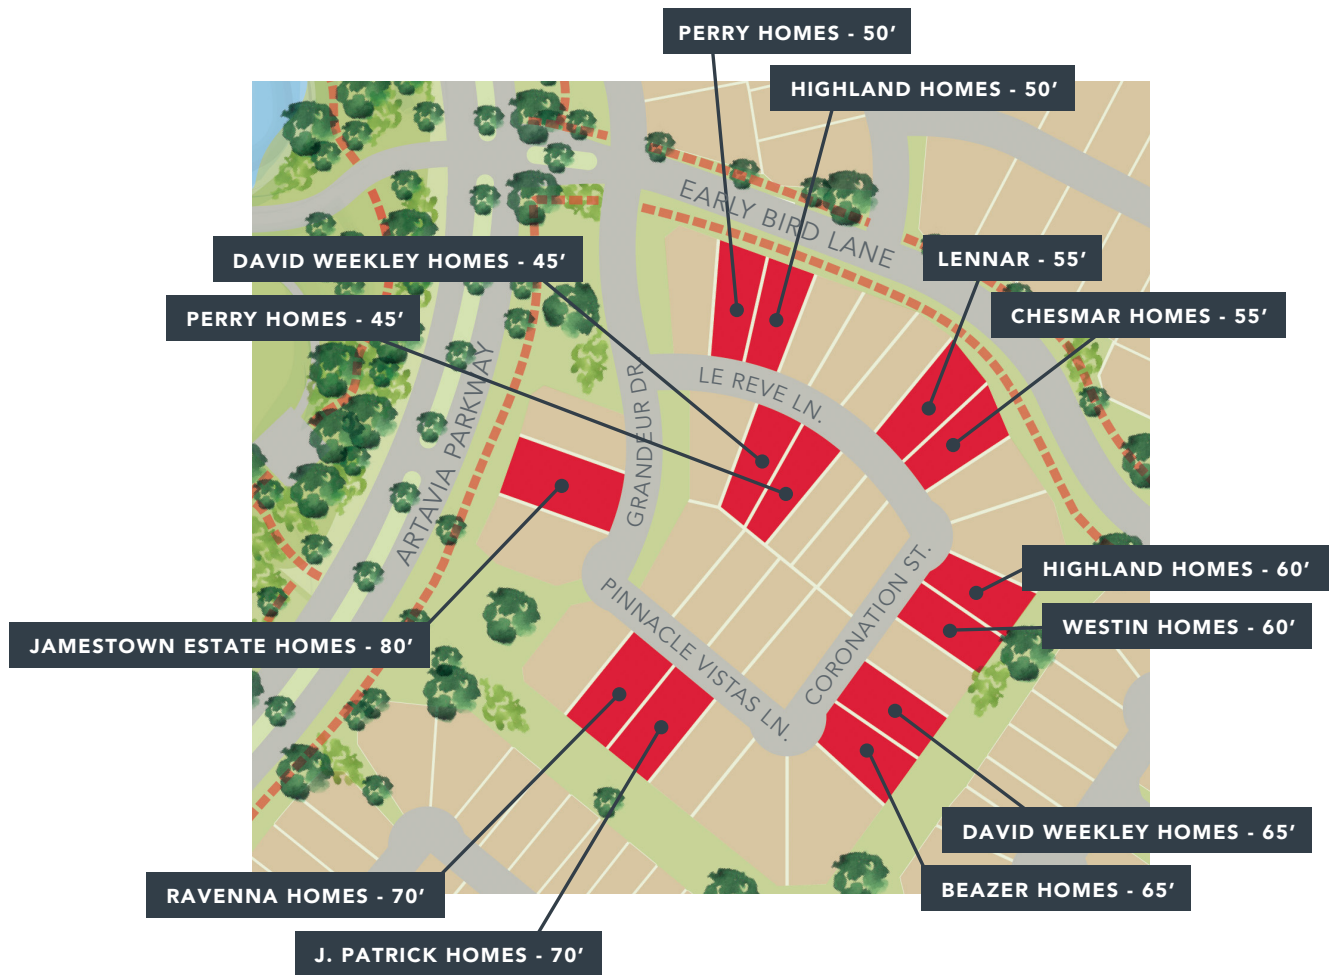 PERRY HOMES - 50’
HIGHLAND HOMES - 50’
EARLY BIRD LANE
DAVID WEEKLEY HOMES - 45’
LENNAR - 55’
PERRY HOMES - 45’
CHESMAR HOMES - 55’
LE REVE LN.
GRANDEUR DR.
ARTAVIA PARKWAY
HIGHLAND HOMES - 60’
WESTIN HOMES - 60’
JAMESTOWN ESTATE HOMES - 80’
PINNACLE VISTAS LN.
CORONATION ST.
DAVID WEEKLEY HOMES - 65’
RAVENNA HOMES - 70’
BEAZER HOMES - 65’
J. PATRICK HOMES - 70’